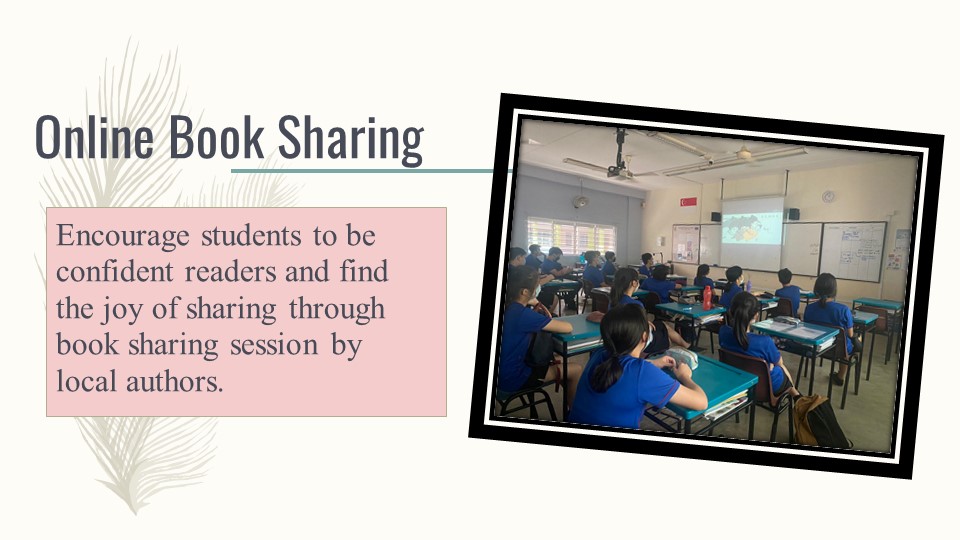 Online Book Sharing
Encourage students to be
confident readers and find
the joy of sharing through
book sharing session by
local authors.